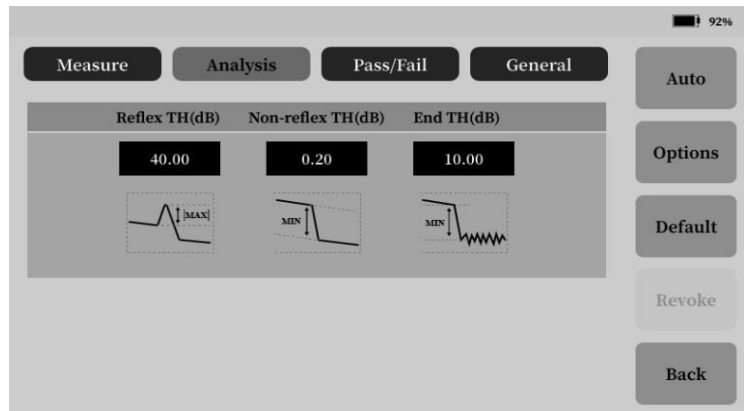 92%
Measure Analysis Pass/Fail General
Auto
Reflex TH(dB) Non-reflex TH(dB) End TH(dB)
40.00 0.20 10.00
Options
|MAX| MIN MIN
Default
Revoke
Back